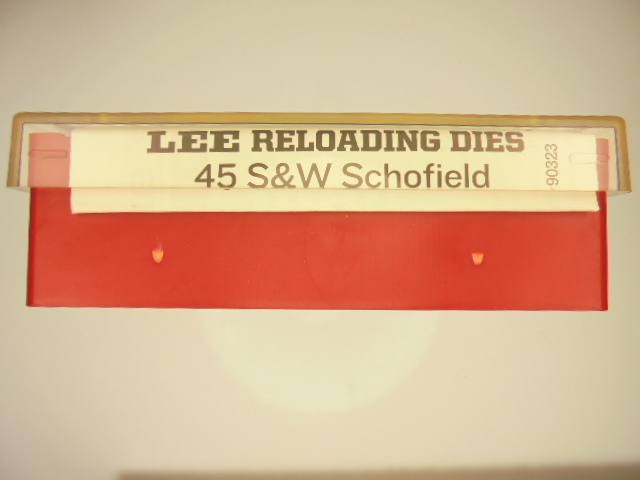 LEE RELOADING DIES
45 S&W Schofield
90323